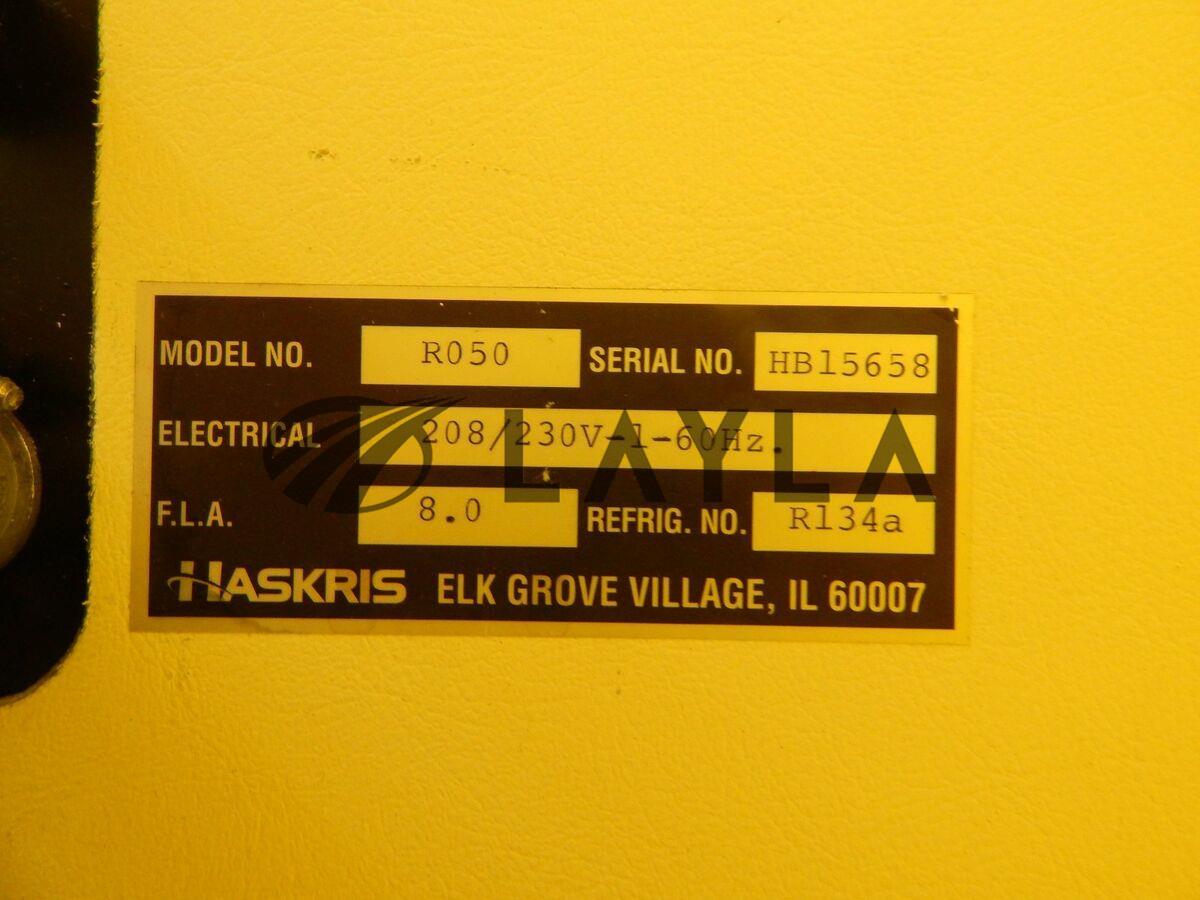 MODEL NO. R050 SERIAL NO. HB15658
ELECTRICAL 208/230V-1-60Hz.
LAYLA
F.L.A. 8.0 REFRIG. NO. R134a
HASKRIS ELK GROVE VILLAGE, IL 60007